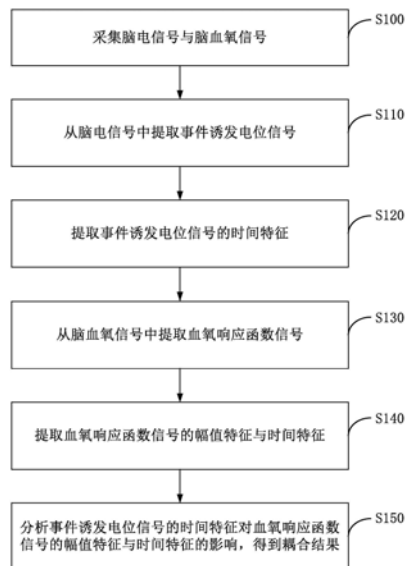 采集脑电信号与脑血氧信号
S100
从脑电信号中提取事件诱发电位信号
S110
提取事件诱发电位信号的时间特征
S120
从脑血氧信号中提取血氧响应函数信号
S130
提取血氧响应函数信号的幅值特征与时间特征
S140
分析事件诱发电位信号的时间特征对血氧响应函数
信号的幅值特征与时间特征的影响，得到耦合结果
S150